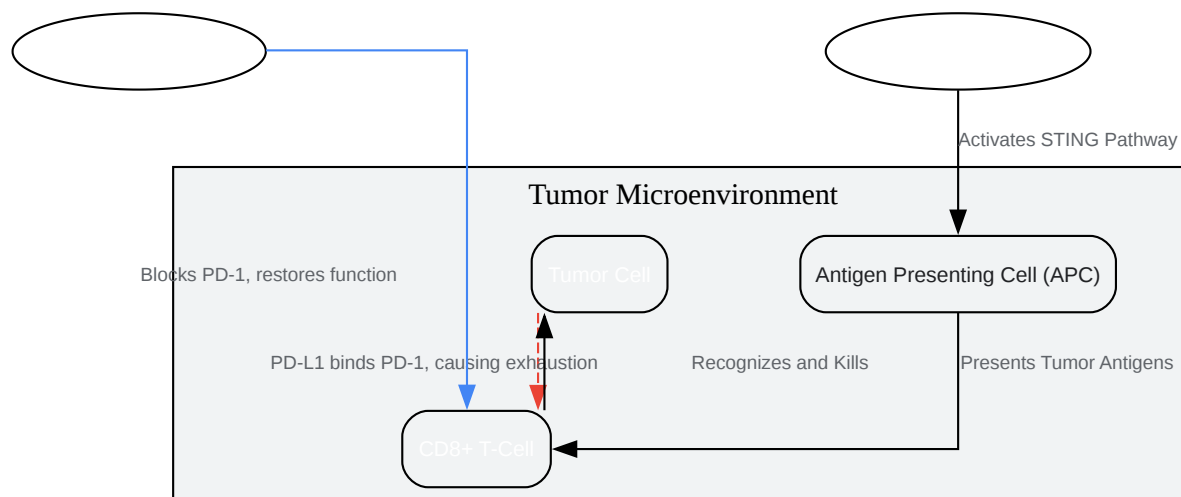 Activates STING Pathway
Tumor Microenvironment
Blocks PD-1, restores function
Tumor Cell
Antigen Presenting Cell (APC)
PD-L1 binds PD-1, causing exhaustion
Recognizes and Kills
Presents Tumor Antigens
CD8+ T-Cell